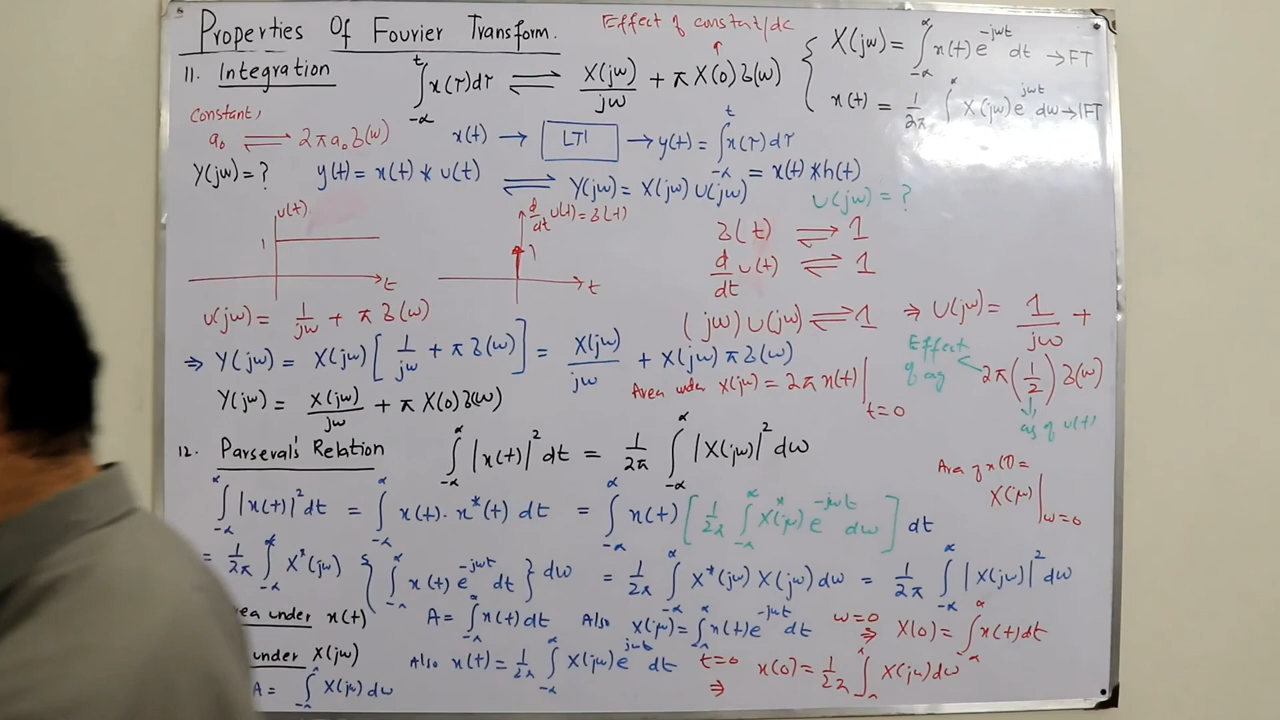 Properties Of Fourier Transform.
Effect of constant/dc
X(jω) = ∫_{-∝}^{∝} x(t) e^{-jωt} dt → FT
x(t) = 1/2π ∫_{-∝}^{∝} X(jω) e^{jωt} dω → IFT
11. Integration
∫_{-∝}^{t} x(τ)dτ ⇌ X(jω)/jω + π X(0) δ(ω)
Constant,
a₀ ⇌ 2π a₀ δ(ω)
x(t) → LTI → y(t) = ∫_{-∝}^{t} x(τ) dτ
= x(t) * h(t)
Y(jω) = ? y(t) = x(t) * u(t) ⇌ Y(jω) = X(jω) U(jω)
U(jω) = ?
u(t)
1
t
d/dt u(t) = δ(t)
1
t
δ(t) ⇌ 1
d/dt u(t) ⇌ 1
(jω) U(jω) ⇌ 1 ⇒ U(jω) = 1/jω +
2π(1/2) δ(ω)
Effect
of ag
ag of u(t)
U(jω) = 1/jω + π δ(ω)
⇒ Y(jω) = X(jω) [1/jω + π δ(ω)] = X(jω)/jω + X(jω) π δ(ω)
Y(jω) = X(jω)/jω + π X(0) δ(ω)
Area under X(jω) = 2π x(t)|_{t=0}
12. Parseval's Relation
∫_{-∝}^{∝} |x(t)|² dt = 1/2π ∫_{-∝}^{∝} |X(jω)|² dω
Area of x(t) =
X(jω)|_{ω=0}
∫_{-∝}^{∝} |x(t)|² dt = ∫_{-∝}^{∝} x(t) . x*(t) dt = ∫_{-∝}^{∝} x(t) [1/2π ∫_{-∝}^{∝} X*(jω) e^{-jωt} dω] dt
= 1/2π ∫_{-∝}^{∝} X*(jω) {∫_{-∝}^{∝} x(t) e^{-jωt} dt} dω = 1/2π ∫_{-∝}^{∝} X*(jω) X(jω) dω = 1/2π ∫_{-∝}^{∝} |X(jω)|² dω
under x(t) A = ∫_{-∝}^{∝} x(t) dt Also X(jω) = ∫_{-∝}^{∝} x(t) e^{-jωt} dt ω=0 ⇒ X(0) = ∫_{-∝}^{∝} x(t) dt
under X(jω) Also x(t) = 1/2π ∫_{-∝}^{∝} X(jω) e^{jωt} dt t=0 ⇒ x(0) = 1/2π ∫_{-∝}^{∝} X(jω) dω
A = ∫_{-∝}^{∝} X(jω) dω